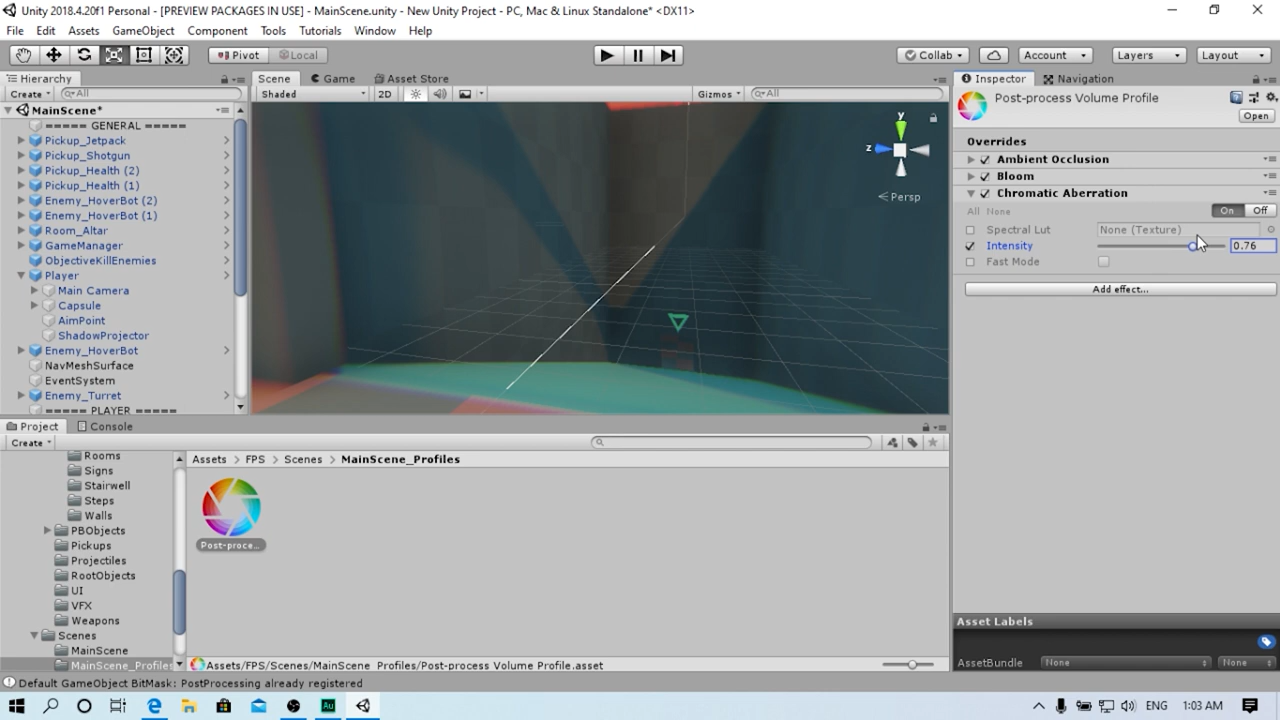 Unity 2018.4.20f1 Personal - [PREVIEW PACKAGES IN USE] - MainScene.unity - New Unity Project - PC, Mac & Linux Standalone* <DX11>
File Edit Assets GameObject Component Tools Tutorials Window Help
Pivot Local Collab Account Layers Layout
Hierarchy
Create All
MainScene*
===== GENERAL =====
Pickup_Jetpack
Pickup_Shotgun
Pickup_Health (2)
Pickup_Health (1)
Enemy_HoverBot (2)
Enemy_HoverBot (1)
Room_Altar
GameManager
ObjectiveKillEnemies
Player
Main Camera
Capsule
AimPoint
ShadowProjector
Enemy_HoverBot
NavMeshSurface
EventSystem
Enemy_Turret
===== PLAYER =====
Scene Game Asset Store
Shaded 2D Gizmos All
y
z
Persp
Inspector Navigation
Post-process Volume Profile
Open
Overrides
Ambient Occlusion
Bloom
Chromatic Aberration
All None On Off
Spectral Lut None (Texture)
Intensity 0.76
Fast Mode
Add effect...
Asset Labels
AssetBundle None None
Project Console
Create
Rooms
Signs
Stairwell
Steps
Walls
PBObjects
Pickups
Projectiles
RootObjects
UI
VFX
Weapons
Scenes
MainScene
MainScene_Profiles
Assets FPS Scenes MainScene_Profiles
Post-proce...
Assets/FPS/Scenes/MainScene_Profiles/Post-process Volume Profile.asset
Default GameObject BitMask: PostProcessing already registered
Au
ENG 1:03 AM